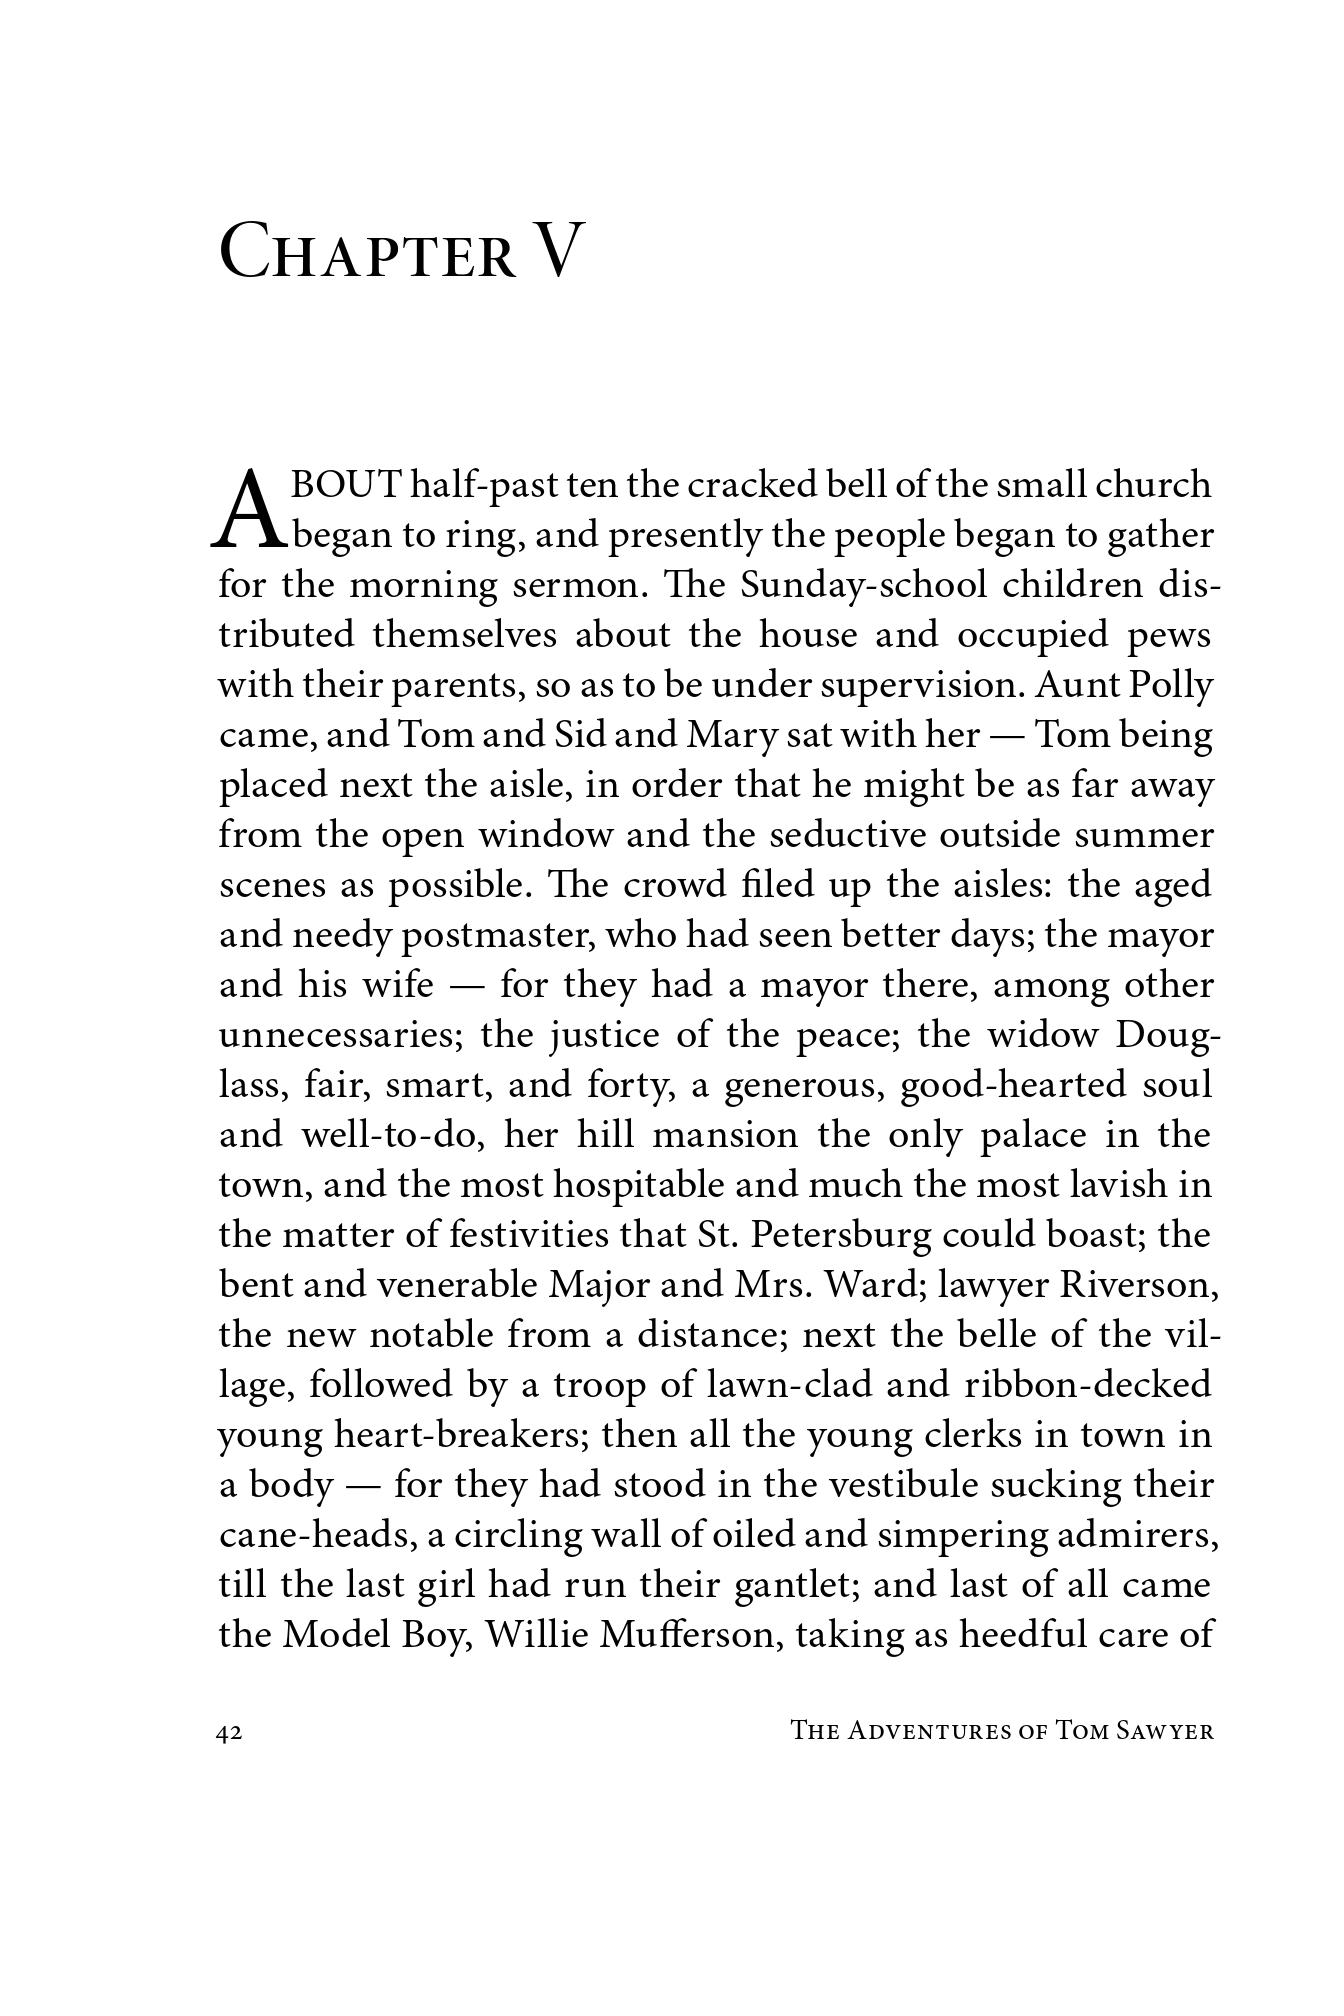 Chapter V
ABOUT half-past ten the cracked bell of the small church
began to ring, and presently the people began to gather
for the morning sermon. The Sunday-school children dis-
tributed themselves about the house and occupied pews
with their parents, so as to be under supervision. Aunt Polly
came, and Tom and Sid and Mary sat with her — Tom being
placed next the aisle, in order that he might be as far away
from the open window and the seductive outside summer
scenes as possible. The crowd filed up the aisles: the aged
and needy postmaster, who had seen better days; the mayor
and his wife — for they had a mayor there, among other
unnecessaries; the justice of the peace; the widow Doug-
lass, fair, smart, and forty, a generous, good-hearted soul
and well-to-do, her hill mansion the only palace in the
town, and the most hospitable and much the most lavish in
the matter of festivities that St. Petersburg could boast; the
bent and venerable Major and Mrs. Ward; lawyer Riverson,
the new notable from a distance; next the belle of the vil-
lage, followed by a troop of lawn-clad and ribbon-decked
young heart-breakers; then all the young clerks in town in
a body — for they had stood in the vestibule sucking their
cane-heads, a circling wall of oiled and simpering admirers,
till the last girl had run their gantlet; and last of all came
the Model Boy, Willie Mufferson, taking as heedful care of
42 The Adventures of Tom Sawyer